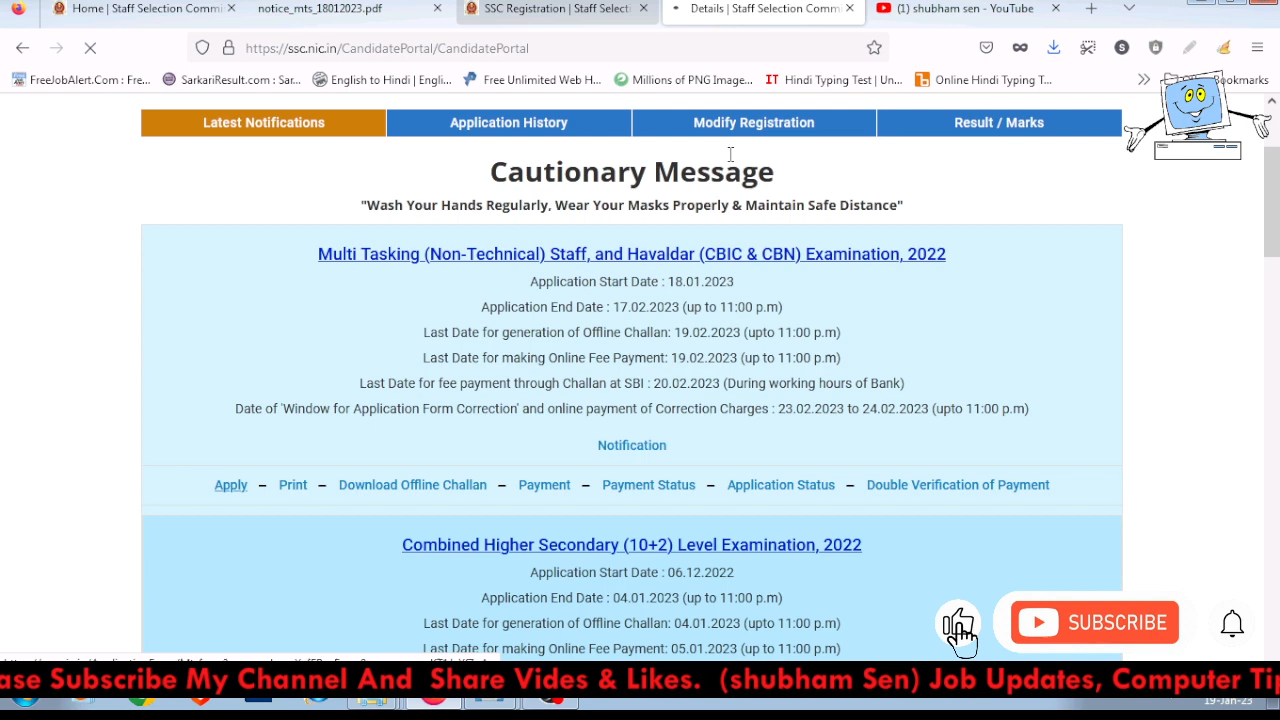 Home | Staff Selection Commi
notice_mts_18012023.pdf
SSC Registration | Staff Selecti
Details | Staff Selection Comm
(1) shubham sen - YouTube
https://ssc.nic.in/CandidatePortal/CandidatePortal
FreeJobAlert.Com : Fre...
SarkariResult.com : Sar...
English to Hindi | Engli...
Free Unlimited Web H...
Millions of PNG Image...
Hindi Typing Test | Un...
Online Hindi Typing T...
Bookmarks
Latest Notifications
Application History
Modify Registration
Result / Marks
Cautionary Message
"Wash Your Hands Regularly, Wear Your Masks Properly & Maintain Safe Distance"
Multi Tasking (Non-Technical) Staff, and Havaldar (CBIC & CBN) Examination, 2022
Application Start Date : 18.01.2023
Application End Date : 17.02.2023 (up to 11:00 p.m)
Last Date for generation of Offline Challan: 19.02.2023 (upto 11:00 p.m)
Last Date for making Online Fee Payment: 19.02.2023 (up to 11:00 p.m)
Last Date for fee payment through Challan at SBI : 20.02.2023 (During working hours of Bank)
Date of 'Window for Application Form Correction' and online payment of Correction Charges : 23.02.2023 to 24.02.2023 (upto 11:00 p.m)
Notification
Apply – Print – Download Offline Challan – Payment – Payment Status – Application Status – Double Verification of Payment
Combined Higher Secondary (10+2) Level Examination, 2022
Application Start Date : 06.12.2022
Application End Date : 04.01.2023 (up to 11:00 p.m)
Last Date for generation of Offline Challan: 04.01.2023 (upto 11:00 p.m)
Last Date for making Online Fee Payment: 05.01.2023 (up to 11:00 p.m)
SUBSCRIBE
ase Subscribe My Channel And Share Videos & Likes. (shubham Sen) Job Updates, Computer Tip
19-Jan-23